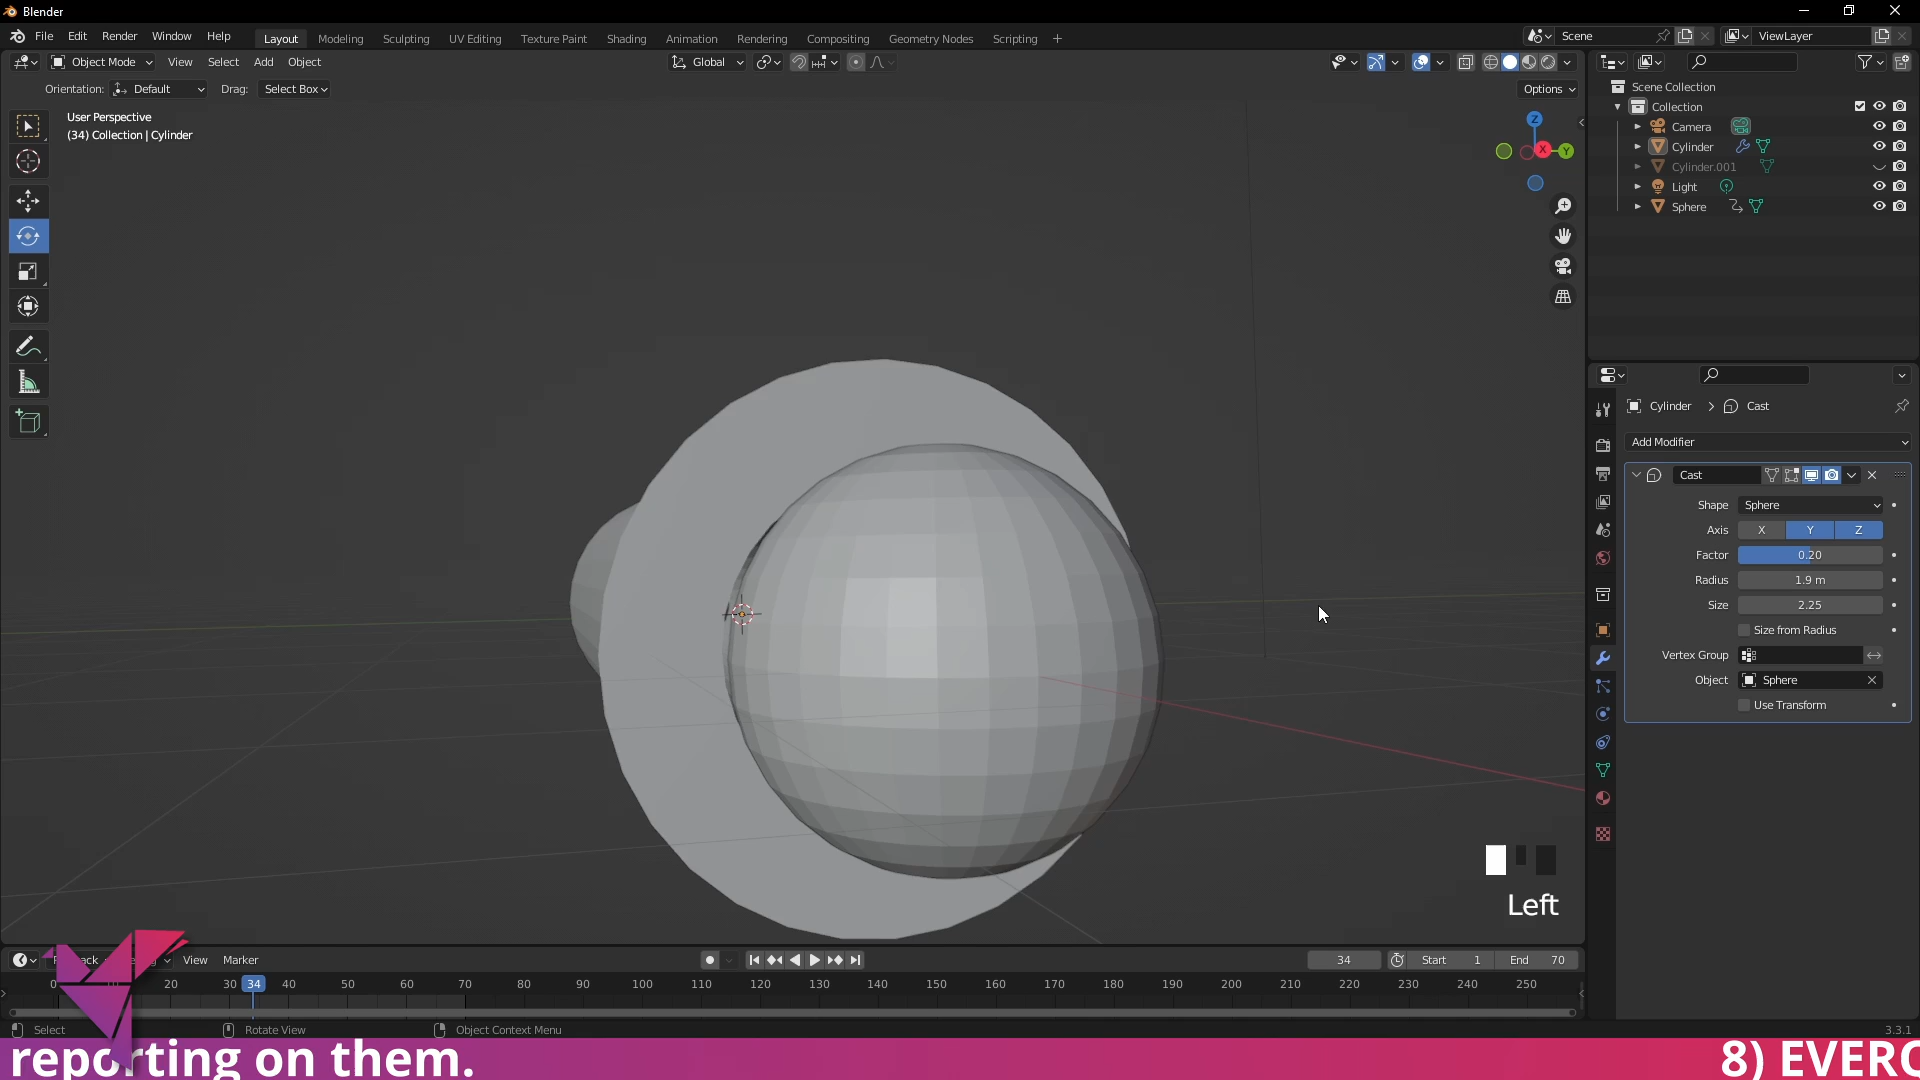 Blender
File Edit Render Window Help
Layout Modeling Sculpting UV Editing Texture Paint Shading Animation Rendering Compositing Geometry Nodes Scripting +
Scene ViewLayer
Object Mode View Select Add Object Global
Orientation: Default Drag: Select Box Options
User Perspective
(34) Collection | Cylinder
Z
X Y
Scene Collection
Collection
Camera
Cylinder
Cylinder.001
Light
Sphere
Cylinder > Cast
Add Modifier
Cast
Shape Sphere
Axis X Y Z
Factor 0.20
Radius 1.9 m
Size 2.25
Size from Radius
Vertex Group
Object Sphere
Use Transform
Left
View Marker 34 Start 1 End 70
0 20 30 34 40 50 60 70 80 90 100 110 120 130 140 150 160 170 180 190 200 210 220 230 240 250
Select Rotate View Object Context Menu 3.3.1
reporting on them. 8)